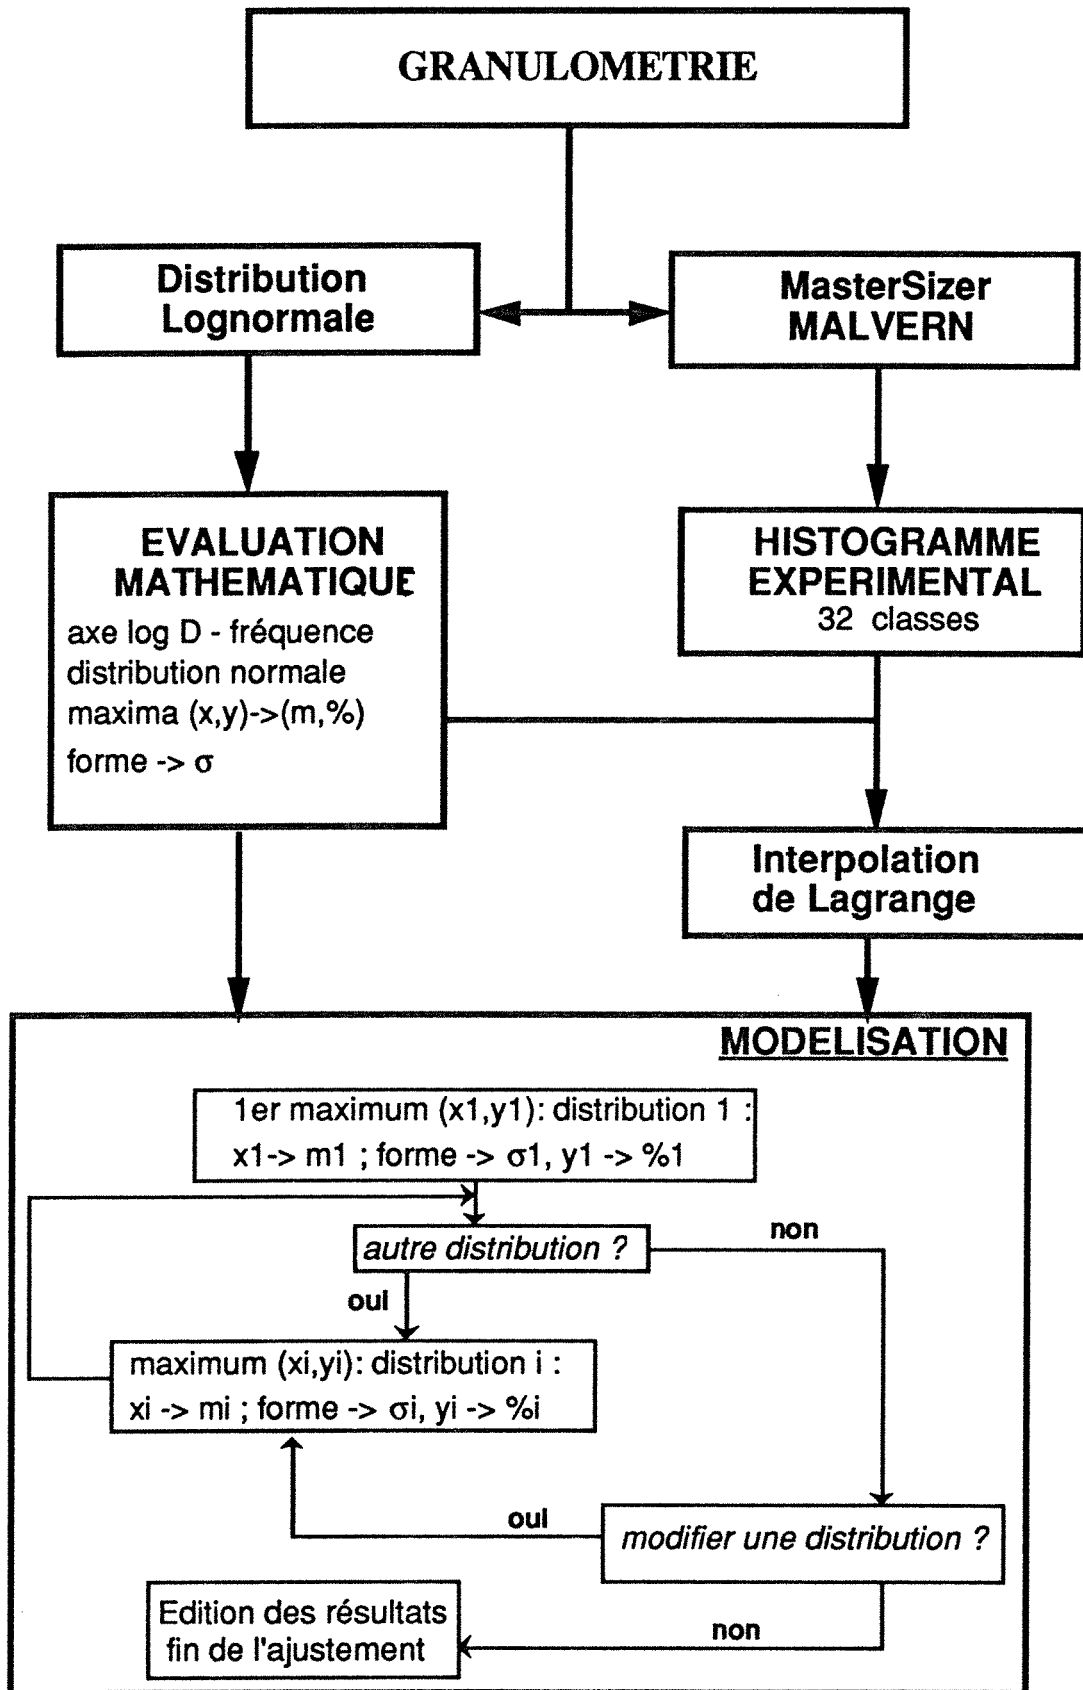 GRANULOMETRIE
Distribution
Lognormale
MasterSizer
MALVERN
EVALUATION
MATHEMATIQUE
axe log D - fréquence
distribution normale
maxima (x,y)->(m,%)
forme -> σ
HISTOGRAMME
EXPERIMENTAL
32 classes
Interpolation
de Lagrange
MODELISATION
1er maximum (x1,y1): distribution 1 :
x1-> m1 ; forme -> σ1, y1 -> %1
autre distribution ?
non
oui
maximum (xi,yi): distribution i :
xi -> mi ; forme -> σi, yi -> %i
oui
modifier une distribution ?
Edition des résultats
fin de l'ajustement
non